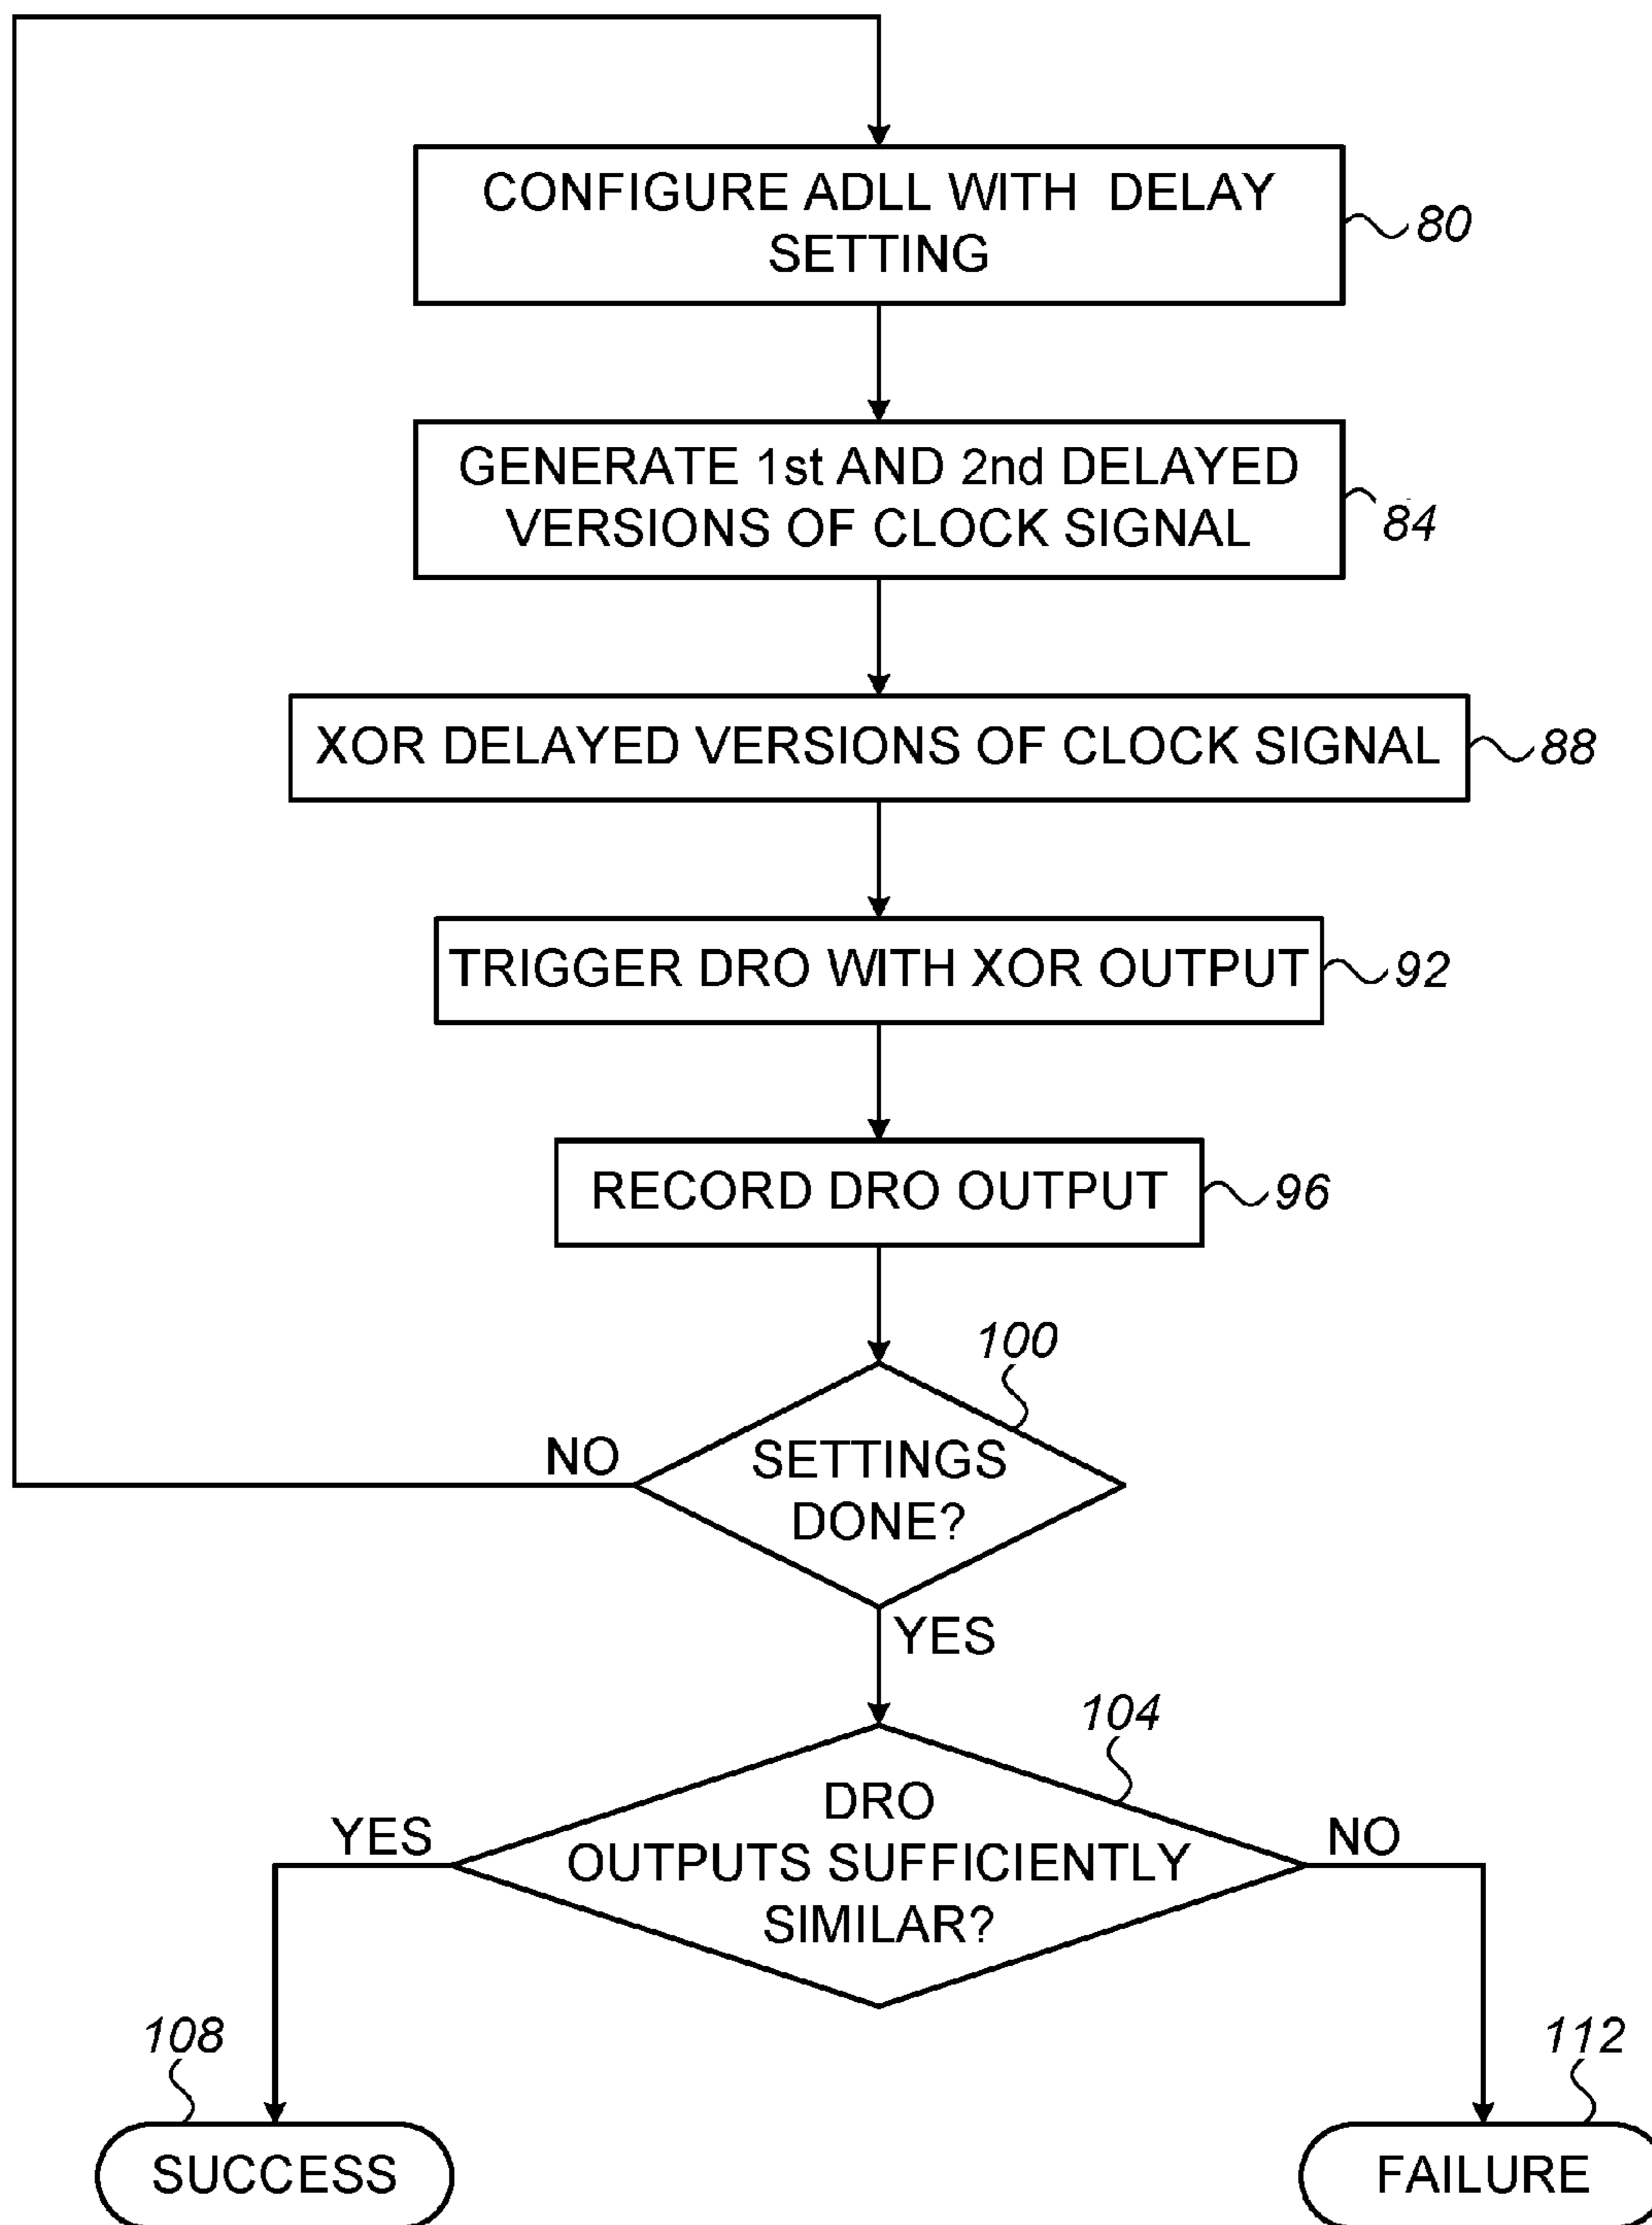 CONFIGURE ADLL WITH DELAY
SETTING
80
GENERATE 1st AND 2nd DELAYED
VERSIONS OF CLOCK SIGNAL
84
XOR DELAYED VERSIONS OF CLOCK SIGNAL
88
TRIGGER DRO WITH XOR OUTPUT
92
RECORD DRO OUTPUT
96
100
NO
SETTINGS
DONE?
YES
104
YES
DRO
OUTPUTS SUFFICIENTLY
SIMILAR?
NO
108
112
SUCCESS
FAILURE